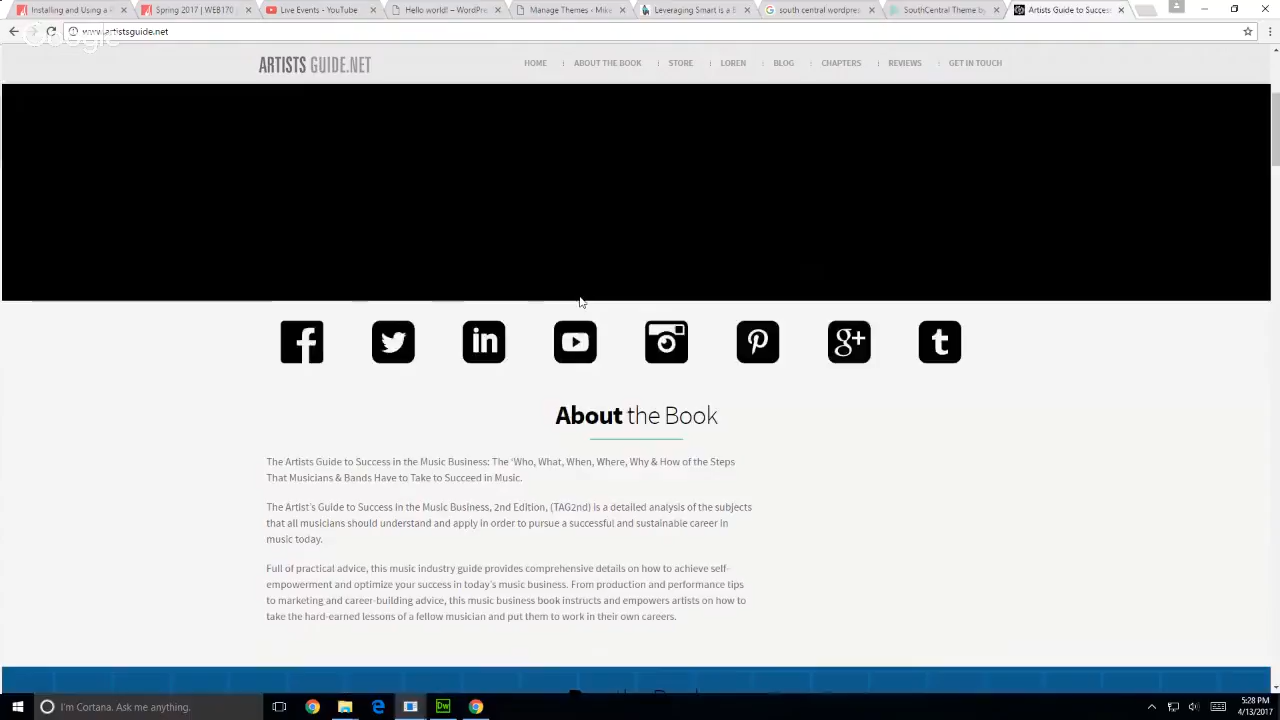 Installing and Using a
Spring 2017 | WEB170
Live Events - YouTube
Hello world! – WordPre
Manage Themes ‹ Mike
Leveraging Smart is a B
south central wordpres
SouthCentral Theme by
Artists Guide to Succes
Google
www.artistsguide.net
ARTISTS GUIDE.NET
HOME
ABOUT THE BOOK
STORE
LOREN
BLOG
CHAPTERS
REVIEWS
GET IN TOUCH
About the Book
The Artists Guide to Success in the Music Business: The ‘Who, What, When, Where, Why & How of the Steps
That Musicians & Bands Have to Take to Succeed in Music.
The Artist’s Guide to Success in the Music Business, 2nd Edition, (TAG2nd) is a detailed analysis of the subjects
that all musicians should understand and apply in order to pursue a successful and sustainable career in
music today.
Full of practical advice, this music industry guide provides comprehensive details on how to achieve self-
empowerment and optimize your success in today’s music business. From production and performance tips
to marketing and career-building advice, this music business book instructs and empowers artists on how to
take the hard-earned lessons of a fellow musician and put them to work in their own careers.
I'm Cortana. Ask me anything.
Dw
5:28 PM
4/13/2017